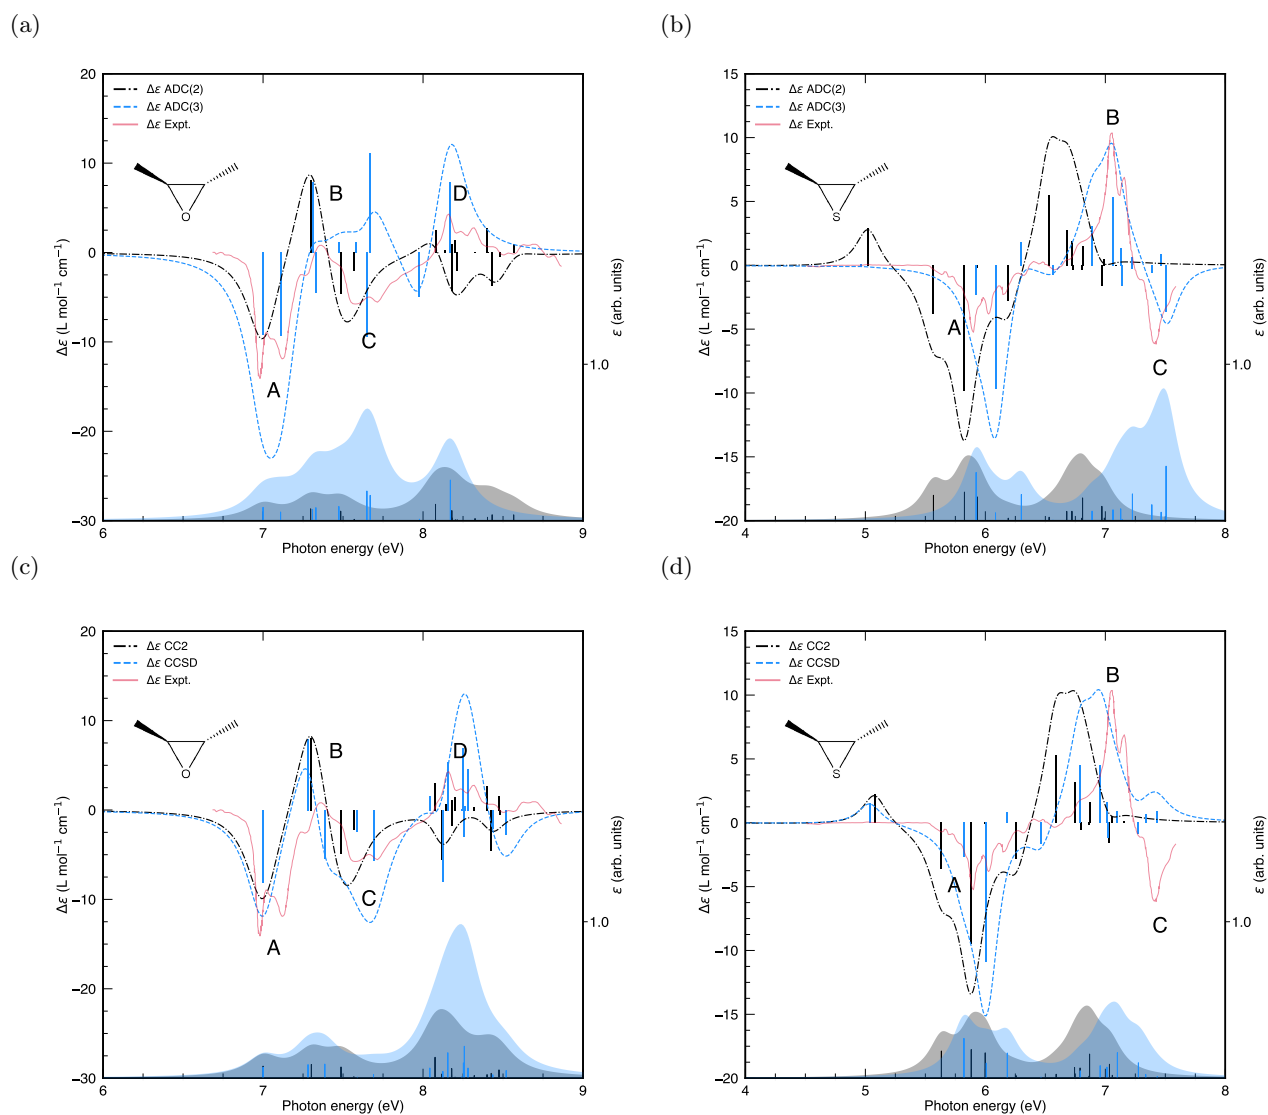 (a)
20
10
0
−10
−20
−30
Δε (L mol⁻¹ cm⁻¹)
Δε ADC(2)
Δε ADC(3)
Δε Expt.
O
A
B
C
D
1.0
ε (arb. units)
6
7
8
9
Photon energy (eV)
(b)
15
10
5
0
−5
−10
−15
−20
Δε (L mol⁻¹ cm⁻¹)
Δε ADC(2)
Δε ADC(3)
Δε Expt.
S
A
B
C
1.0
ε (arb. units)
4
5
6
7
8
Photon energy (eV)
(c)
20
10
0
−10
−20
−30
Δε (L mol⁻¹ cm⁻¹)
Δε CC2
Δε CCSD
Δε Expt.
O
A
B
C
D
1.0
ε (arb. units)
6
7
8
9
Photon energy (eV)
(d)
15
10
5
0
−5
−10
−15
−20
Δε (L mol⁻¹ cm⁻¹)
Δε CC2
Δε CCSD
Δε Expt.
S
A
B
C
1.0
ε (arb. units)
4
5
6
7
8
Photon energy (eV)